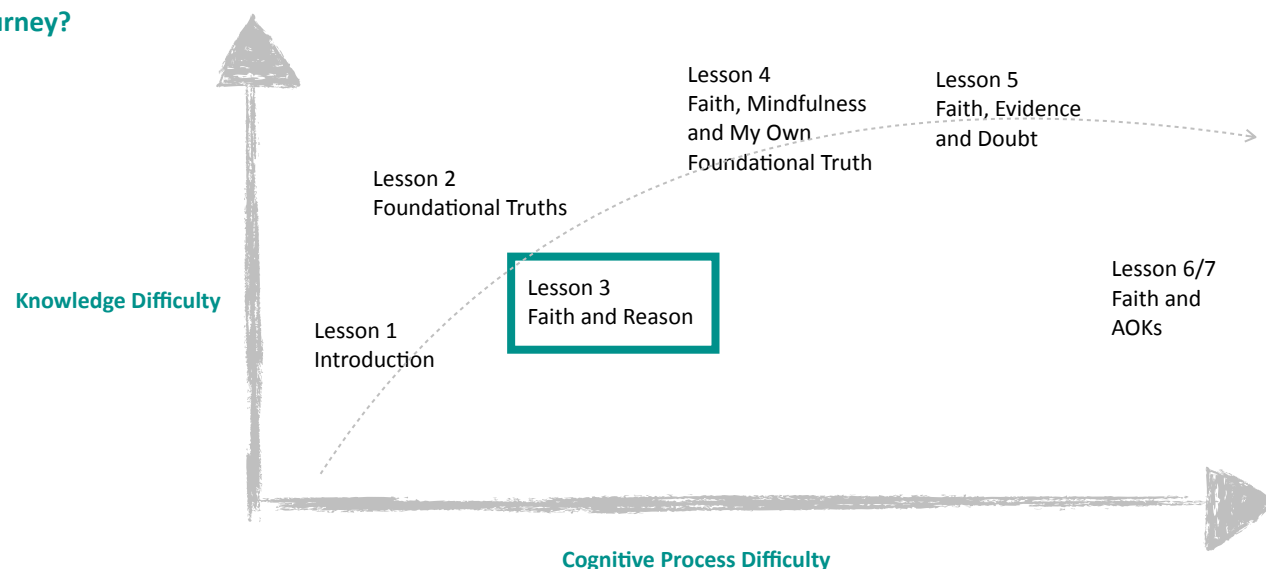 urney?
Lesson 4
Faith, Mindfulness
and My Own
Foundational Truth
Lesson 5
Faith, Evidence
and Doubt
Lesson 2
Foundational Truths
Lesson 3
Faith and Reason
Lesson 6/7
Faith and
AOKs
Knowledge Difficulty
Lesson 1
Introduction
Cognitive Process Difficulty